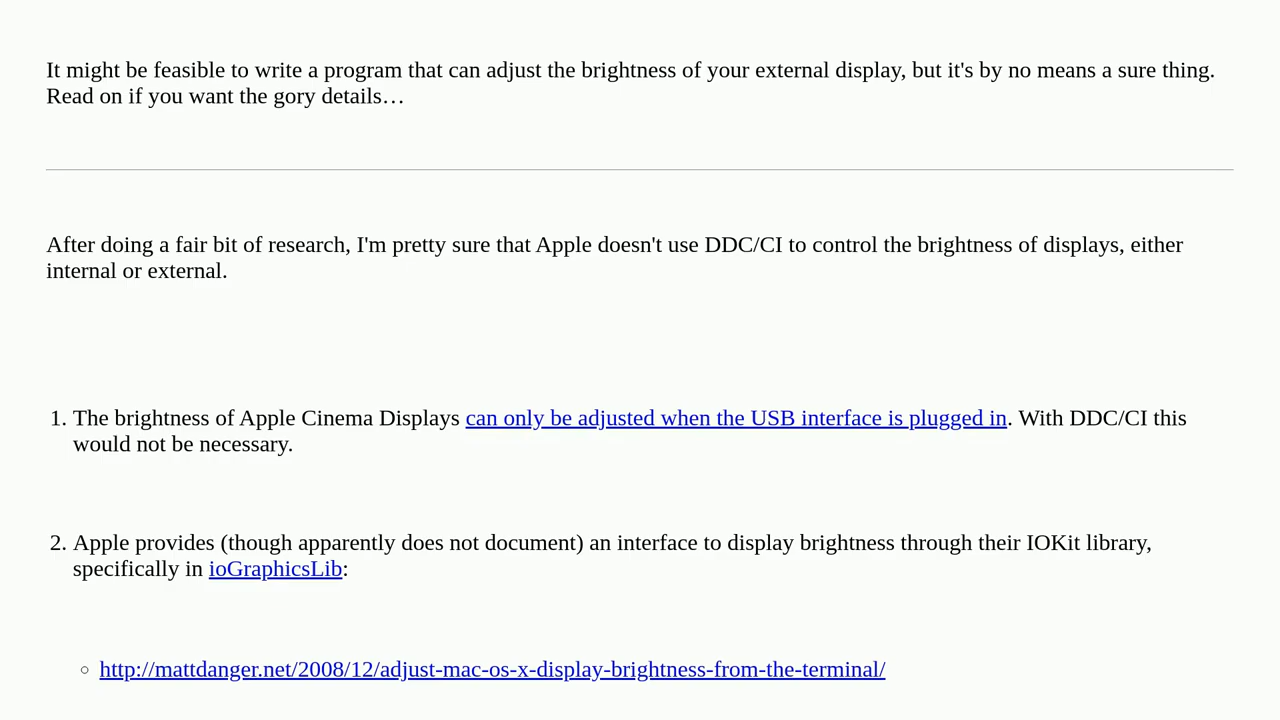 It might be feasible to write a program that can adjust the brightness of your external display, but it's by no means a sure thing.
Read on if you want the gory details…
After doing a fair bit of research, I'm pretty sure that Apple doesn't use DDC/CI to control the brightness of displays, either
internal or external.
1. The brightness of Apple Cinema Displays can only be adjusted when the USB interface is plugged in. With DDC/CI this
would not be necessary.
2. Apple provides (though apparently does not document) an interface to display brightness through their IOKit library,
specifically in ioGraphicsLib:
◦ http://mattdanger.net/2008/12/adjust-mac-os-x-display-brightness-from-the-terminal/